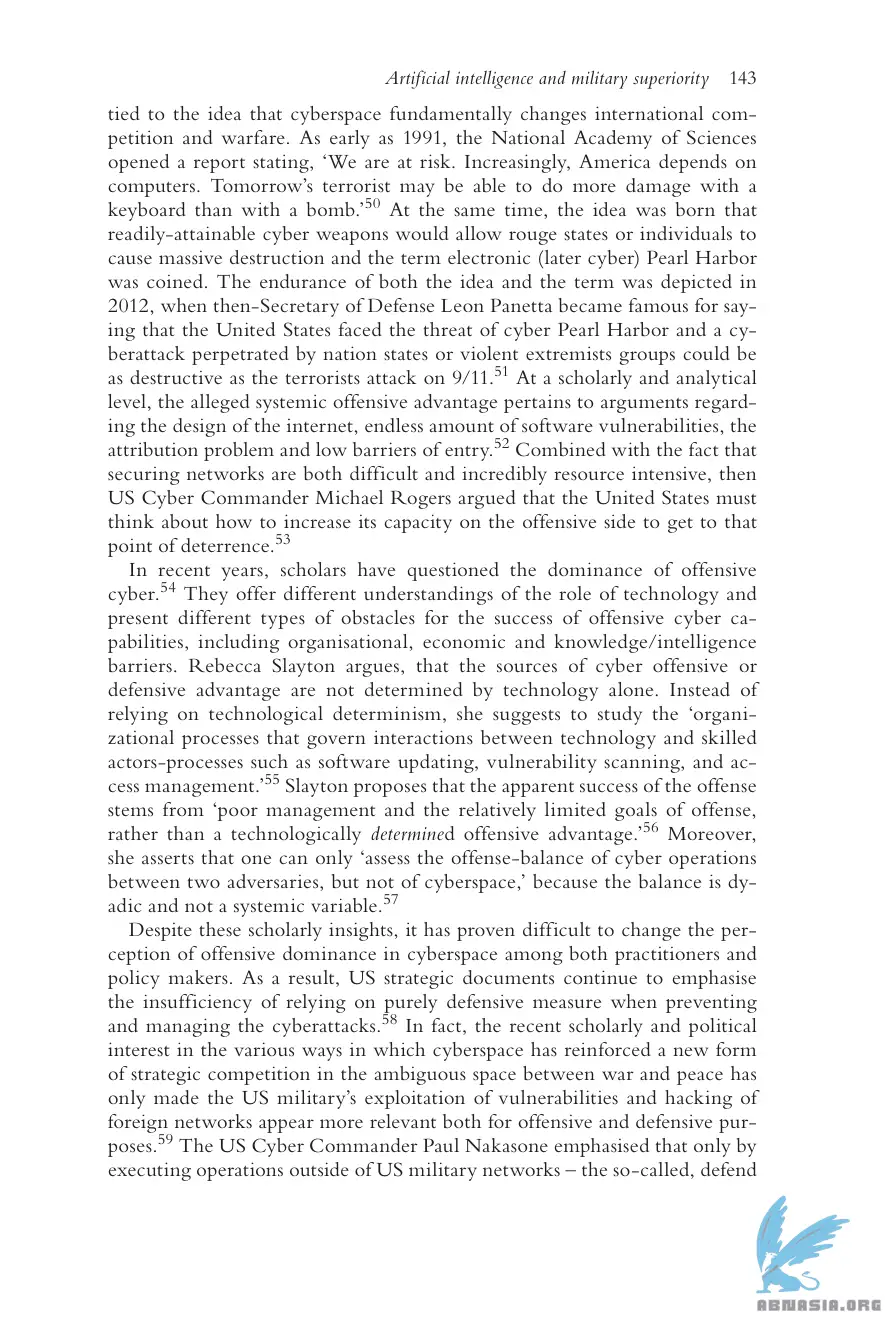 Artificial intelligence and military superiority 143
tied to the idea that cyberspace fundamentally changes international com-
petition and warfare. As early as 1991, the National Academy of Sciences
opened a report stating, ‘We are at risk. Increasingly, America depends on
computers. Tomorrow’s terrorist may be able to do more damage with a
keyboard than with a bomb.’50 At the same time, the idea was born that
readily-attainable cyber weapons would allow rouge states or individuals to
cause massive destruction and the term electronic (later cyber) Pearl Harbor
was coined. The endurance of both the idea and the term was depicted in
2012, when then-Secretary of Defense Leon Panetta became famous for say-
ing that the United States faced the threat of cyber Pearl Harbor and a cy-
berattack perpetrated by nation states or violent extremists groups could be
as destructive as the terrorists attack on 9/11.51 At a scholarly and analytical
level, the alleged systemic offensive advantage pertains to arguments regard-
ing the design of the internet, endless amount of software vulnerabilities, the
attribution problem and low barriers of entry.52 Combined with the fact that
securing networks are both difficult and incredibly resource intensive, then
US Cyber Commander Michael Rogers argued that the United States must
think about how to increase its capacity on the offensive side to get to that
point of deterrence.53
In recent years, scholars have questioned the dominance of offensive
cyber.54 They offer different understandings of the role of technology and
present different types of obstacles for the success of offensive cyber ca-
pabilities, including organisational, economic and knowledge/intelligence
barriers. Rebecca Slayton argues, that the sources of cyber offensive or
defensive advantage are not determined by technology alone. Instead of
relying on technological determinism, she suggests to study the ‘organi-
zational processes that govern interactions between technology and skilled
actors-processes such as software updating, vulnerability scanning, and ac-
cess management.’55 Slayton proposes that the apparent success of the offense
stems from ‘poor management and the relatively limited goals of offense,
rather than a technologically determined offensive advantage.’56 Moreover,
she asserts that one can only ‘assess the offense-balance of cyber operations
between two adversaries, but not of cyberspace,’ because the balance is dy-
adic and not a systemic variable.57
Despite these scholarly insights, it has proven difficult to change the per-
ception of offensive dominance in cyberspace among both practitioners and
policy makers. As a result, US strategic documents continue to emphasise
the insufficiency of relying on purely defensive measure when preventing
and managing the cyberattacks.58 In fact, the recent scholarly and political
interest in the various ways in which cyberspace has reinforced a new form
of strategic competition in the ambiguous space between war and peace has
only made the US military’s exploitation of vulnerabilities and hacking of
foreign networks appear more relevant both for offensive and defensive pur-
poses.59 The US Cyber Commander Paul Nakasone emphasised that only by
executing operations outside of US military networks – the so-called, defend
ABNASIA.ORG